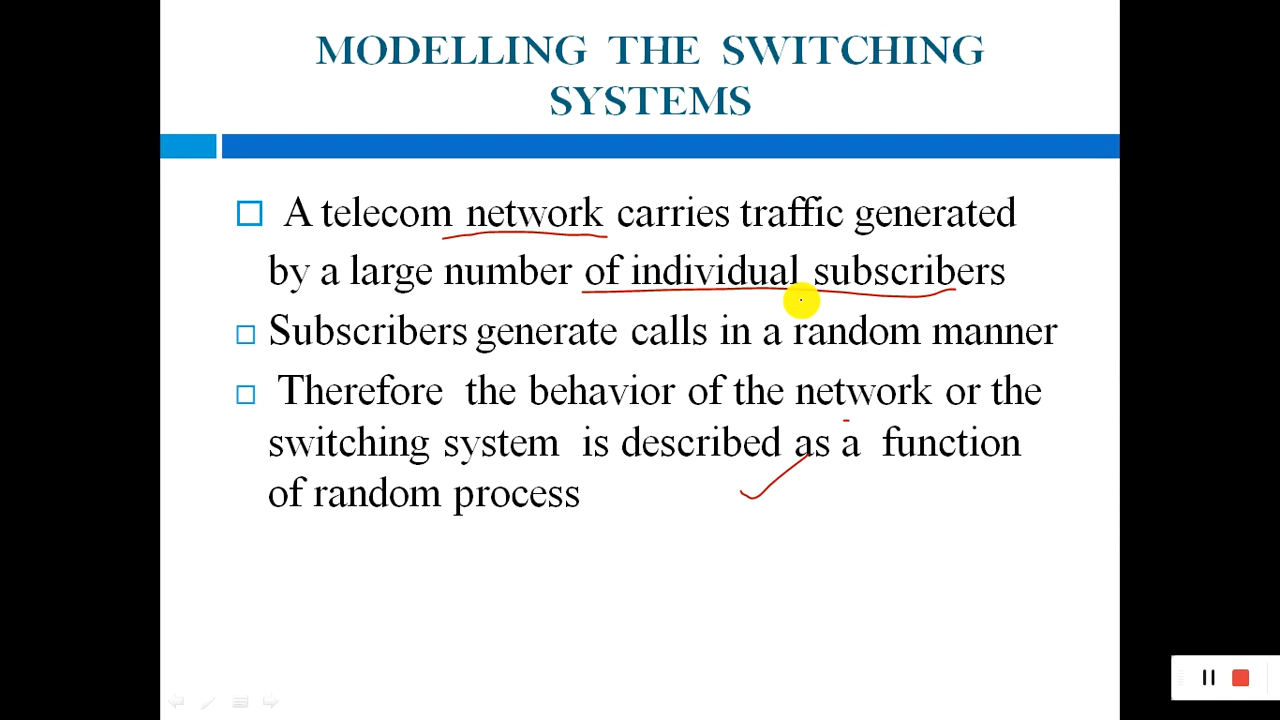 MODELLING THE SWITCHING
SYSTEMS
A telecom network carries traffic generated
by a large number of individual subscribers
Subscribers generate calls in a random manner
Therefore the behavior of the network or the
switching system is described as a function
of random process